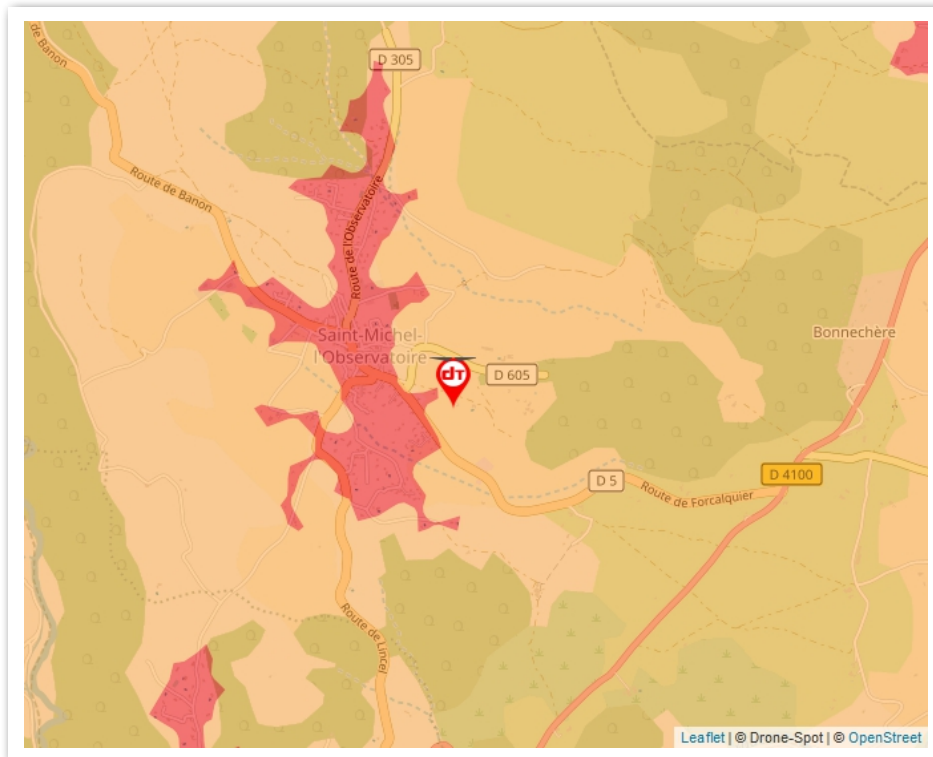 de Banon
D 305
Route de Banon
Route de l'Observatoire
Saint-Michel-
l'Observatoire
Bonnechère
dT
D 605
D 4100
D 5
Route de Forcalquier
Route de Lincel
Leaflet | © Drone-Spot | © OpenStreet